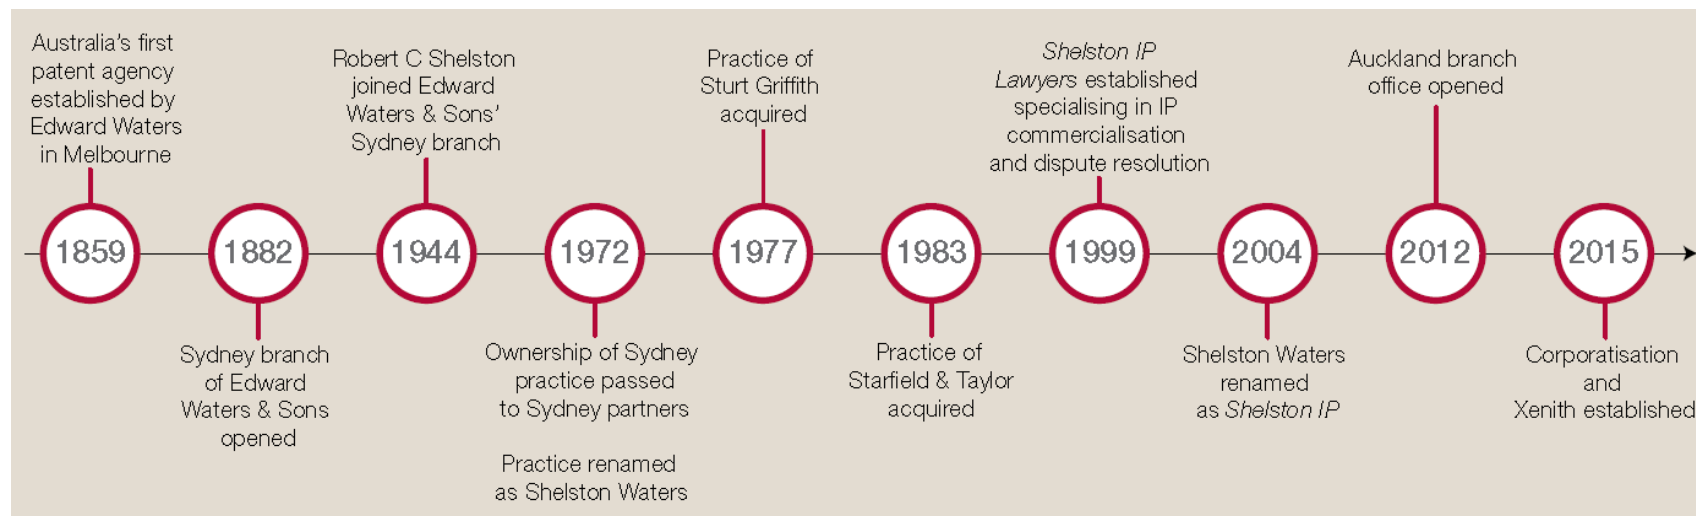 Australia's first
patent agency
established by
Edward Waters
in Melbourne
1859
1882
Sydney branch
of Edward
Waters & Sons
opened
Robert C Shelston
joined Edward
Waters & Sons'
Sydney branch
1944
1972
Ownership of Sydney
practice passed
to Sydney partners
Practice renamed
as Shelston Waters
Practice of
Sturt Griffith
acquired
1977
1983
Practice of
Starfield & Taylor
acquired
Shelston IP
Lawyers established
specialising in IP
commercialisation
and dispute resolution
1999
2004
Shelston Waters
renamed
as Shelston IP
Auckland branch
office opened
2012
2015
Corporatisation
and
Xenith established